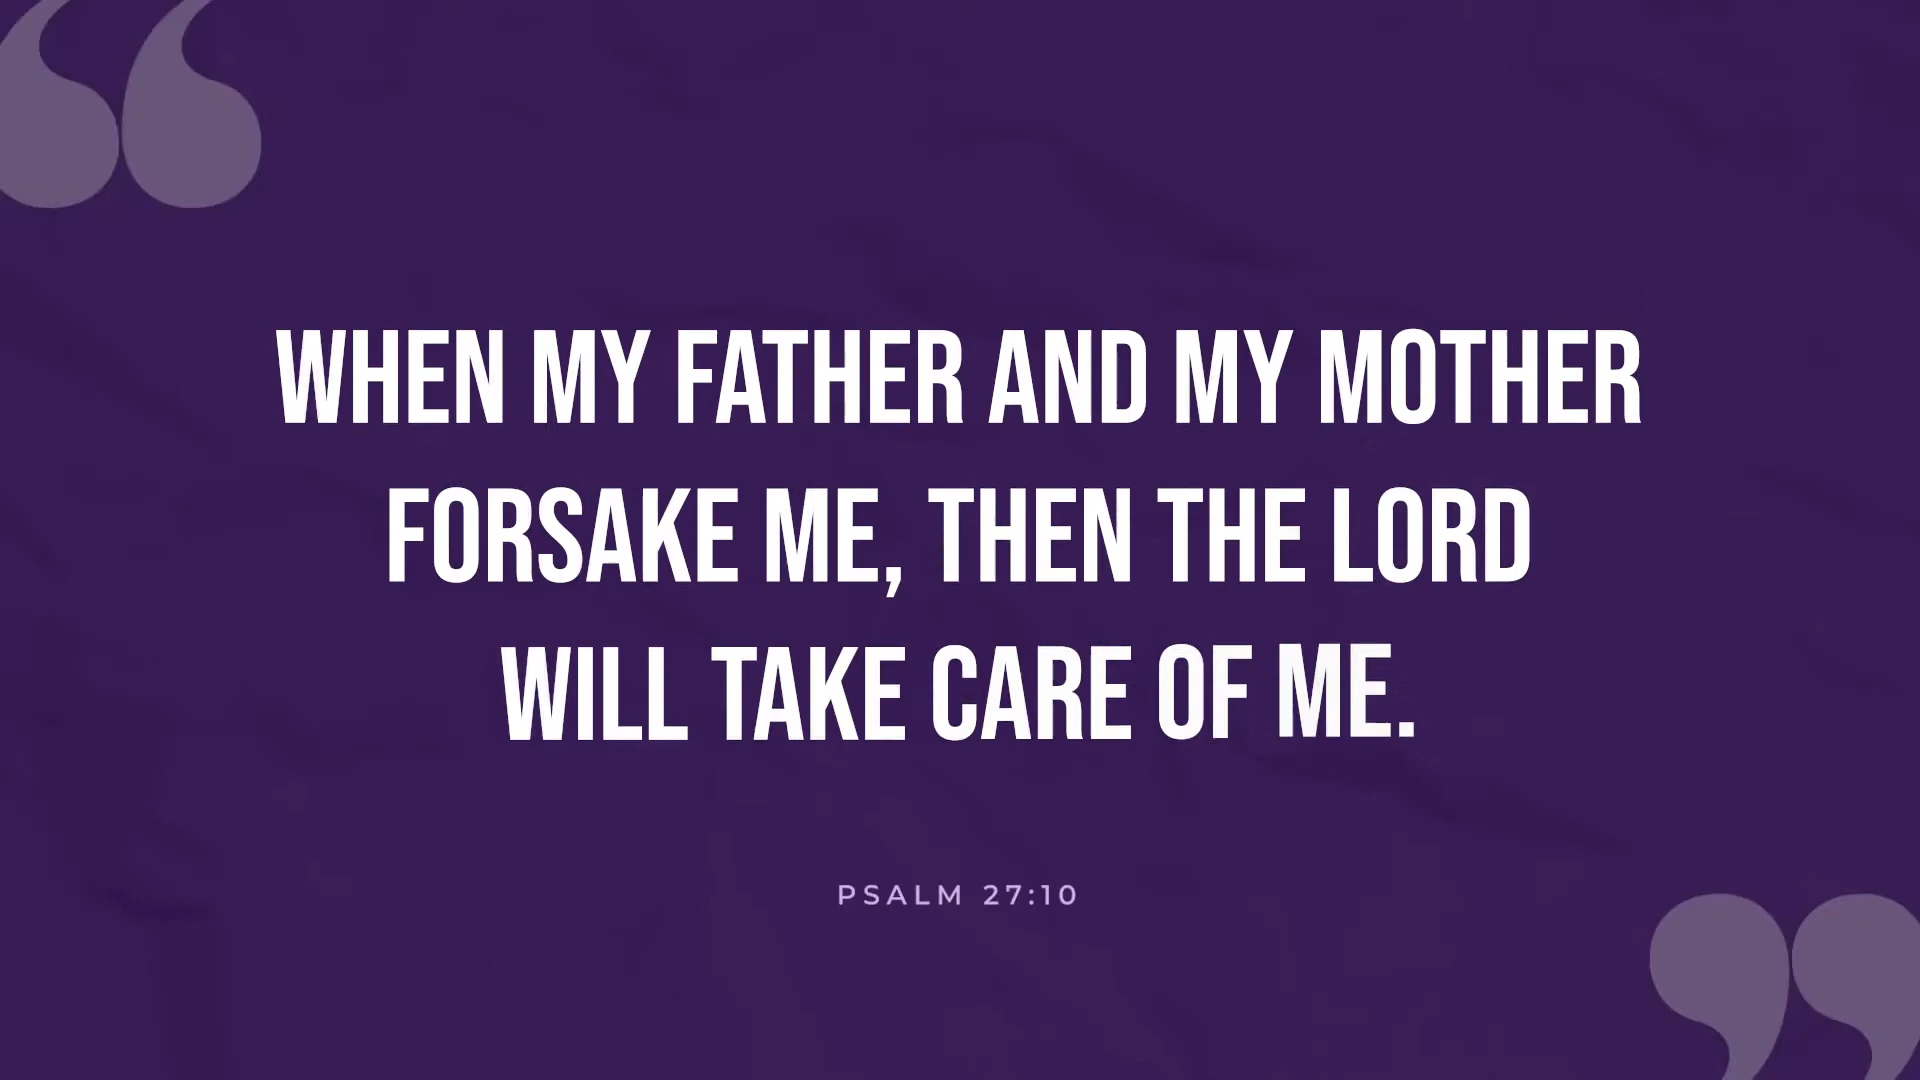 WHEN MY FATHER AND MY MOTHER
FORSAKE ME, THEN THE LORD
WILL TAKE CARE OF ME.
PSALM 27:10